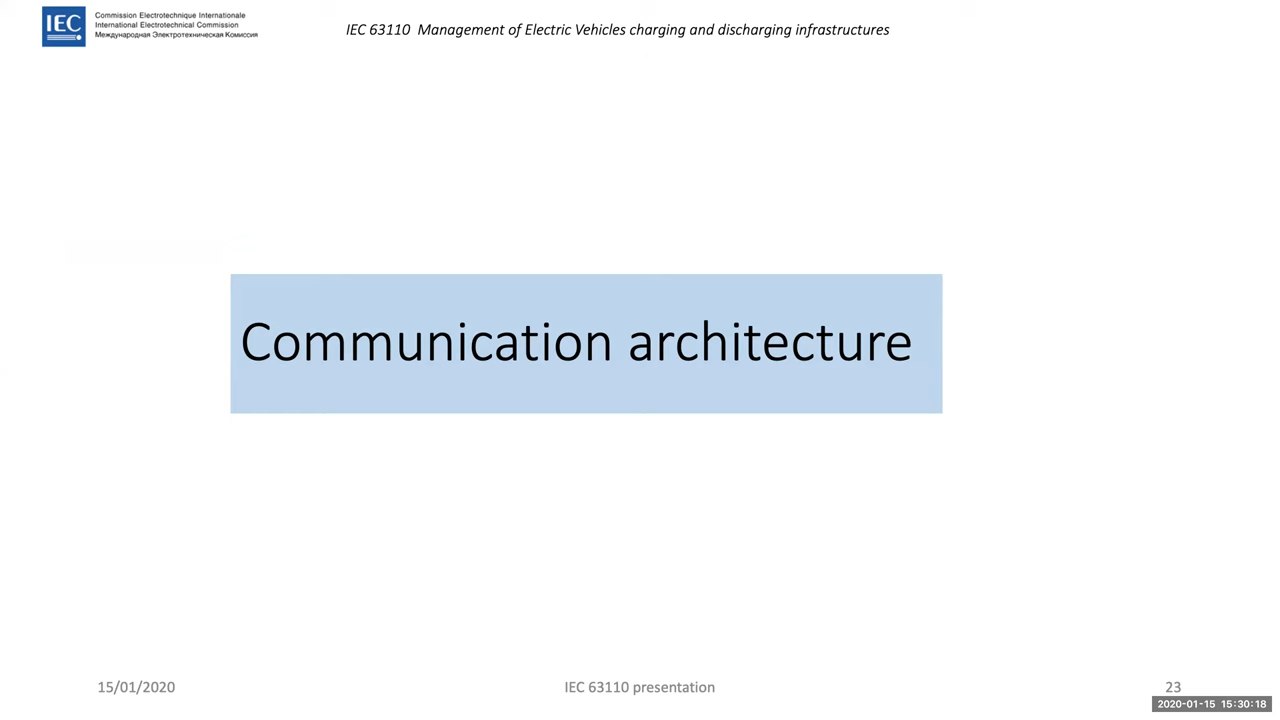 IEC
Commission Electrotechnique Internationale
International Electrotechnical Commission
Международная Электротехническая Комиссия
IEC 63110 Management of Electric Vehicles charging and discharging infrastructures
Communication architecture
15/01/2020
IEC 63110 presentation
23
2020-01-15 15:30:18